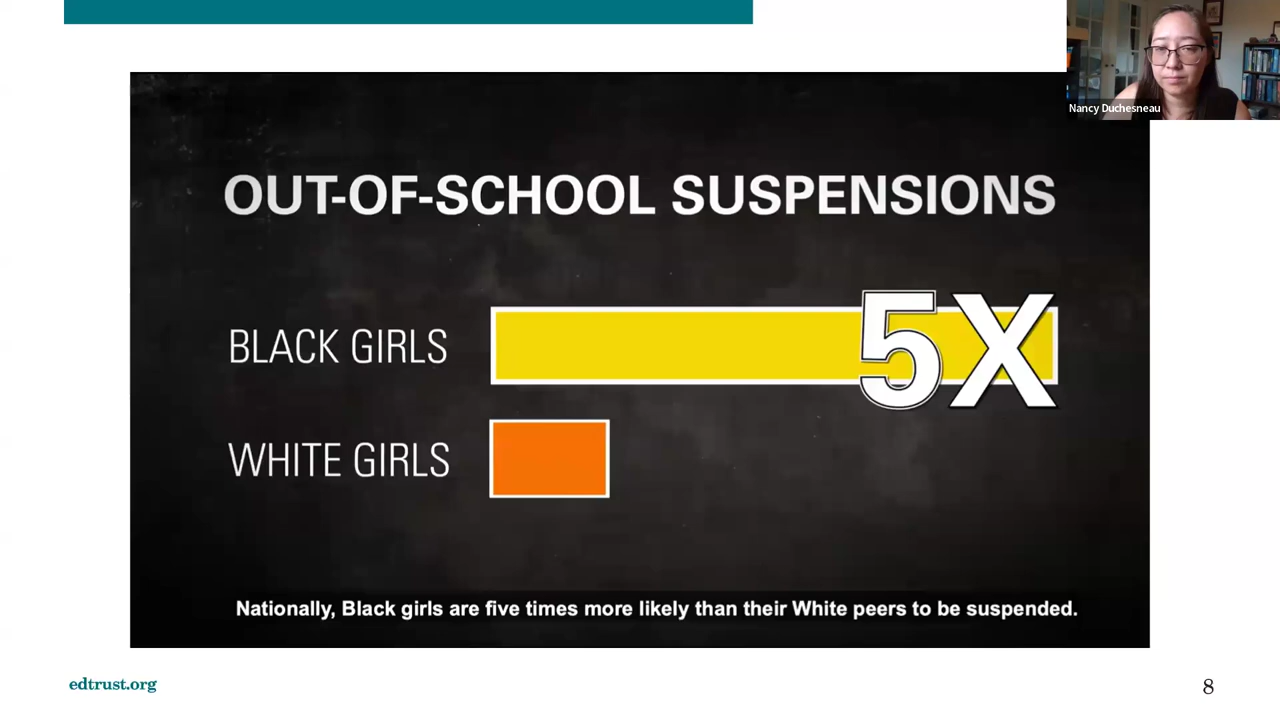 Nancy Duchesneau
OUT-OF-SCHOOL SUSPENSIONS
BLACK GIRLS
5X
WHITE GIRLS
Nationally, Black girls are five times more likely than their White peers to be suspended.
edtrust.org
8